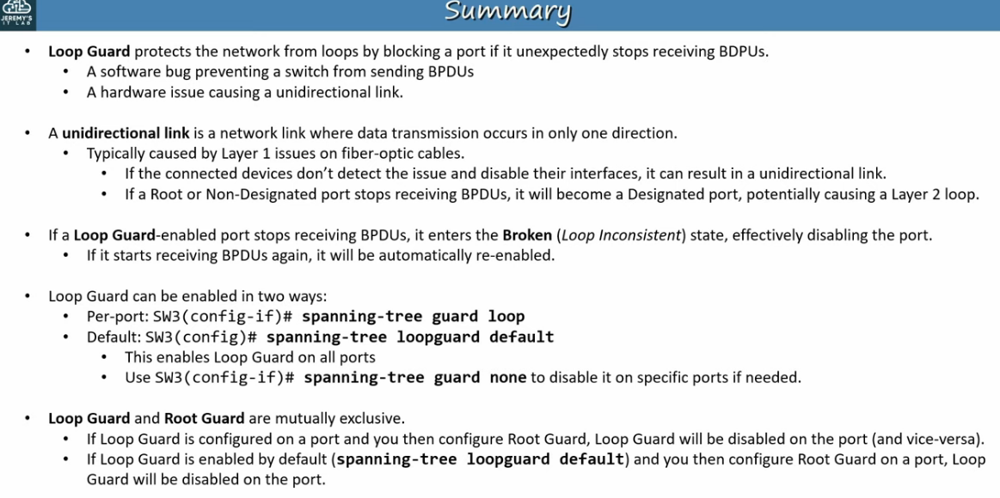 JEREMY'S
IT LAB
Summary
• Loop Guard protects the network from loops by blocking a port if it unexpectedly stops receiving BDPUs.
• A software bug preventing a switch from sending BPDUs
• A hardware issue causing a unidirectional link.
• A unidirectional link is a network link where data transmission occurs in only one direction.
• Typically caused by Layer 1 issues on fiber-optic cables.
• If the connected devices don't detect the issue and disable their interfaces, it can result in a unidirectional link.
• If a Root or Non-Designated port stops receiving BPDUs, it will become a Designated port, potentially causing a Layer 2 loop.
• If a Loop Guard-enabled port stops receiving BPDUs, it enters the Broken (Loop Inconsistent) state, effectively disabling the port.
• If it starts receiving BPDUs again, it will be automatically re-enabled.
• Loop Guard can be enabled in two ways:
• Per-port: SW3(config-if)# spanning-tree guard loop
• Default: SW3(config)# spanning-tree loopguard default
• This enables Loop Guard on all ports
• Use SW3(config-if)# spanning-tree guard none to disable it on specific ports if needed.
• Loop Guard and Root Guard are mutually exclusive.
• If Loop Guard is configured on a port and you then configure Root Guard, Loop Guard will be disabled on the port (and vice-versa).
• If Loop Guard is enabled by default (spanning-tree loopguard default) and you then configure Root Guard on a port, Loop
Guard will be disabled on the port.